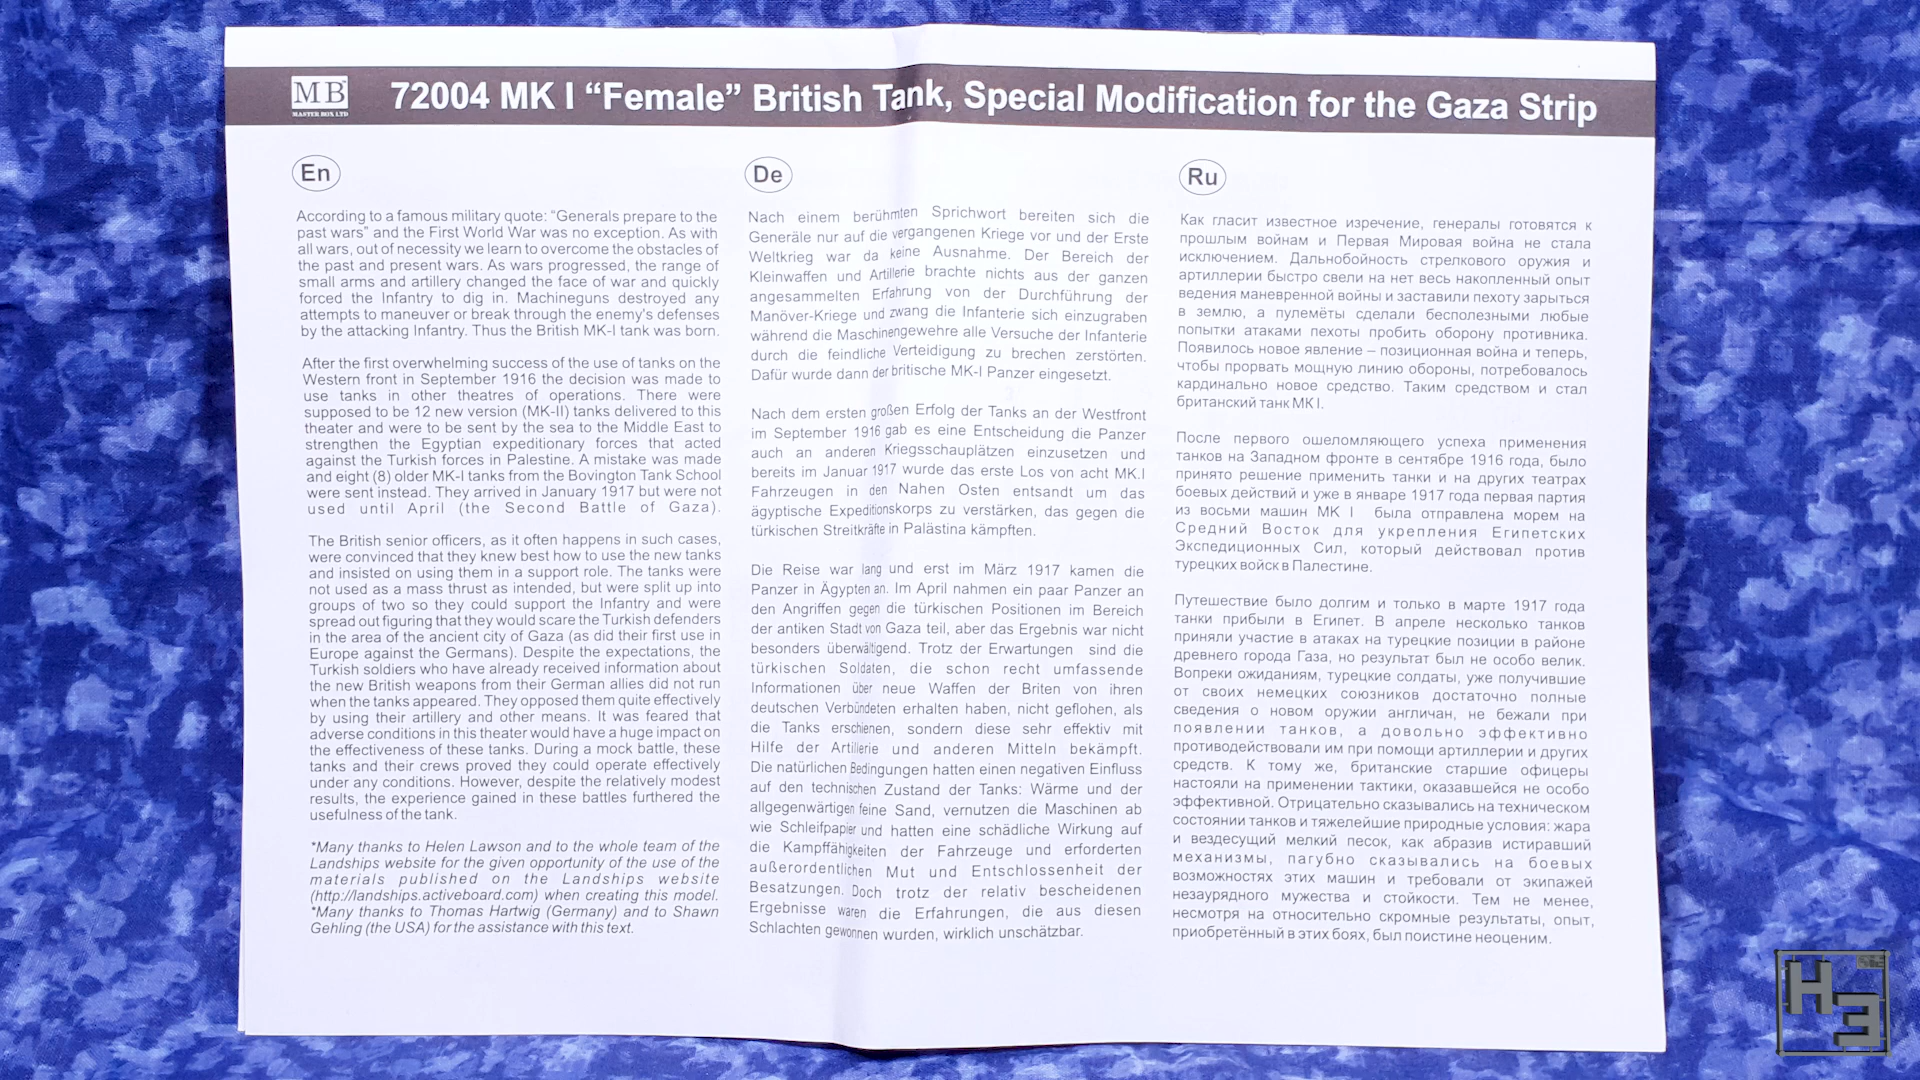 MB
MASTER BOX LTD
72004 MK I “Female” British Tank, Special Modification for the Gaza Strip
En
According to a famous military quote: “Generals prepare to the
past wars” and the First World War was no exception. As with
all wars, out of necessity we learn to overcome the obstacles of
the past and present wars. As wars progressed, the range of
small arms and artillery changed the face of war and quickly
forced the Infantry to dig in. Machineguns destroyed any
attempts to maneuver or break through the enemy's defenses
by the attacking Infantry. Thus the British MK-I tank was born.
After the first overwhelming success of the use of tanks on the
Western front in September 1916 the decision was made to
use tanks in other theatres of operations. There were
supposed to be 12 new version (MK-II) tanks delivered to this
theater and were to be sent by the sea to the Middle East to
strengthen the Egyptian expeditionary forces that acted
against the Turkish forces in Palestine. A mistake was made
and eight (8) older MK-I tanks from the Bovington Tank School
were sent instead. They arrived in January 1917 but were not
used until April (the Second Battle of Gaza).
The British senior officers, as it often happens in such cases,
were convinced that they knew best how to use the new tanks
and insisted on using them in a support role. The tanks were
not used as a mass thrust as intended, but were split up into
groups of two so they could support the Infantry and were
spread out figuring that they would scare the Turkish defenders
in the area of the ancient city of Gaza (as did their first use in
Europe against the Germans). Despite the expectations, the
Turkish soldiers who have already received information about
the new British weapons from their German allies did not run
when the tanks appeared. They opposed them quite effectively
by using their artillery and other means. It was feared that
adverse conditions in this theater would have a huge impact on
the effectiveness of these tanks. During a mock battle, these
tanks and their crews proved they could operate effectively
under any conditions. However, despite the relatively modest
results, the experience gained in these battles furthered the
usefulness of the tank.
*Many thanks to Helen Lawson and to the whole team of the
Landships website for the given opportunity of the use of the
materials published on the Landships website
(http://landships.activeboard.com) when creating this model.
*Many thanks to Thomas Hartwig (Germany) and to Shawn
Gehling (the USA) for the assistance with this text.
De
Nach einem berühmten Sprichwort bereiten sich die
Generäle nur auf die vergangenen Kriege vor und der Erste
Weltkrieg war da keine Ausnahme. Der Bereich der
Kleinwaffen und Artillerie brachte nichts aus der ganzen
angesammelten Erfahrung von der Durchführung der
Manöver-Kriege und zwang die Infanterie sich einzugraben
während die Maschinengewehre alle Versuche der Infanterie
durch die feindliche Verteidigung zu brechen zerstörten.
Dafür wurde dann der britische MK-I Panzer eingesetzt.
Nach dem ersten großen Erfolg der Tanks an der Westfront
im September 1916 gab es eine Entscheidung die Panzer
auch an anderen Kriegsschauplätzen einzusetzen und
bereits im Januar 1917 wurde das erste Los von acht MK.I
Fahrzeugen in den Nahen Osten entsandt um das
ägyptische Expeditionskorps zu verstärken, das gegen die
türkischen Streitkräfte in Palästina kämpften.
Die Reise war lang und erst im März 1917 kamen die
Panzer in Ägypten an. Im April nahmen ein paar Panzer an
den Angriffen gegen die türkischen Positionen im Bereich
der antiken Stadt von Gaza teil, aber das Ergebnis war nicht
besonders überwältigend. Trotz der Erwartungen sind die
türkischen Soldaten, die schon recht umfassende
Informationen über neue Waffen der Briten von ihren
deutschen Verbündeten erhalten haben, nicht geflohen, als
die Tanks erschienen, sondern diese sehr effektiv mit
Hilfe der Artillerie und anderen Mitteln bekämpft.
Die natürlichen Bedingungen hatten einen negativen Einfluss
auf den technischen Zustand der Tanks: Wärme und der
allgegenwärtigen feine Sand, vernutzen die Maschinen ab
wie Schleifpapier und hatten eine schädliche Wirkung auf
die Kampffähigkeiten der Fahrzeuge und erforderten
außerordentlichen Mut und Entschlossenheit der
Besatzungen. Doch trotz der relativ bescheidenen
Ergebnisse waren die Erfahrungen, die aus diesen
Schlachten gewonnen wurden, wirklich unschätzbar.
Ru
Как гласит известное изречение, генералы готовятся к
прошлым войнам и Первая Мировая война не стала
исключением. Дальнобойность стрелкового оружия и
артиллерии быстро свели на нет весь накопленный опыт
ведения маневренной войны и заставили пехоту зарыться
в землю, а пулемёты сделали бесполезными любые
попытки атаками пехоты пробить оборону противника.
Появилось новое явление – позиционная война и теперь,
чтобы прорвать мощную линию обороны, потребовалось
кардинально новое средство. Таким средством и стал
британский танк МК I.
После первого ошеломляющего успеха применения
танков на Западном фронте в сентябре 1916 года, было
принято решение применить танки и на других театрах
боевых действий и уже в январе 1917 года первая партия
из восьми машин МК I была отправлена морем на
Средний Восток для укрепления Египетских
Экспедиционных Сил, который действовал против
турецких войск в Палестине.
Путешествие было долгим и только в марте 1917 года
танки прибыли в Египет. В апреле несколько танков
приняли участие в атаках на турецкие позиции в районе
древнего города Газа, но результат был не особо велик.
Вопреки ожиданиям, турецкие солдаты, уже получившие
от своих немецких союзников достаточно полные
сведения о новом оружии англичан, не бежали при
появлении танков, а довольно эффективно
противодействовали им при помощи артиллерии и других
средств. К тому же, британские старшие офицеры
настояли на применении тактики, оказавшейся не особо
эффективной. Отрицательно сказывались на техническом
состоянии танков и тяжелейшие природные условия: жара
и вездесущий мелкий песок, как абразив истиравший
механизмы, пагубно сказывались на боевых
возможностях этих машин и требовали от экипажей
незаурядного мужества и стойкости. Тем не менее,
несмотря на относительно скромные результаты, опыт,
приобретённый в этих боях, был поистине неоценим.